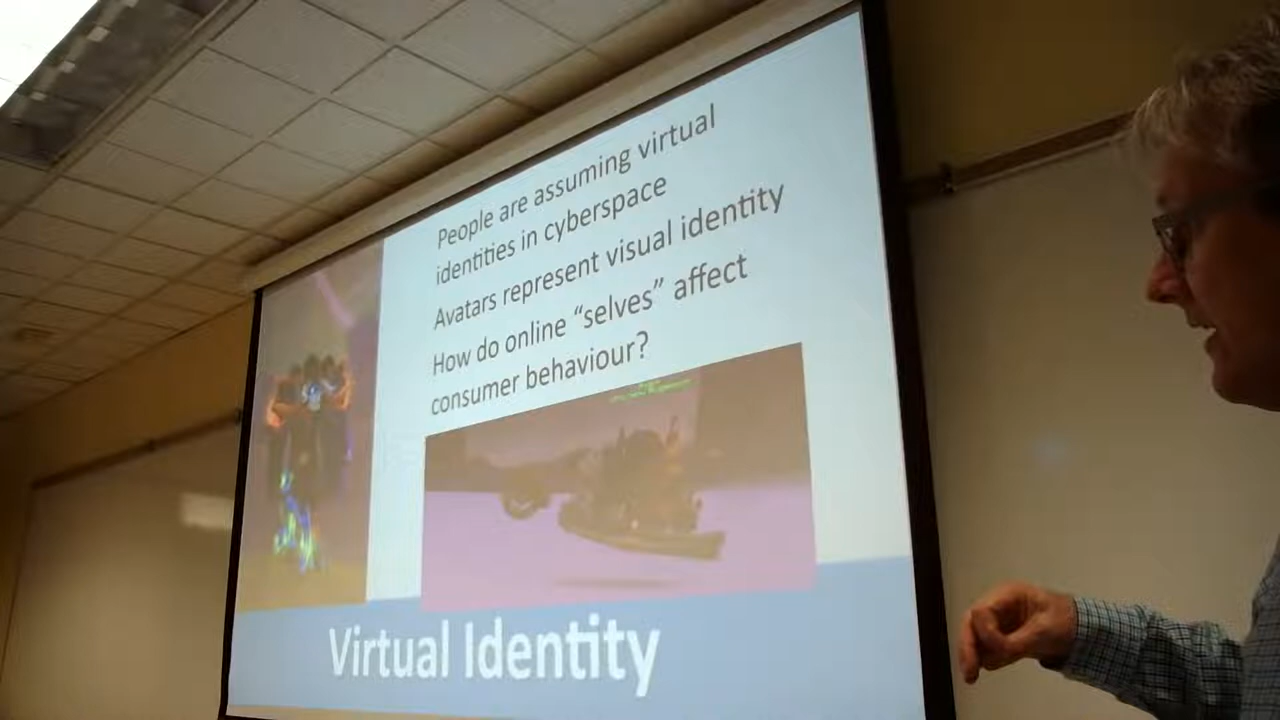 People are assuming virtual
identities in cyberspace
Avatars represent visual identity
How do online “selves” affect
consumer behaviour?
Virtual Identity